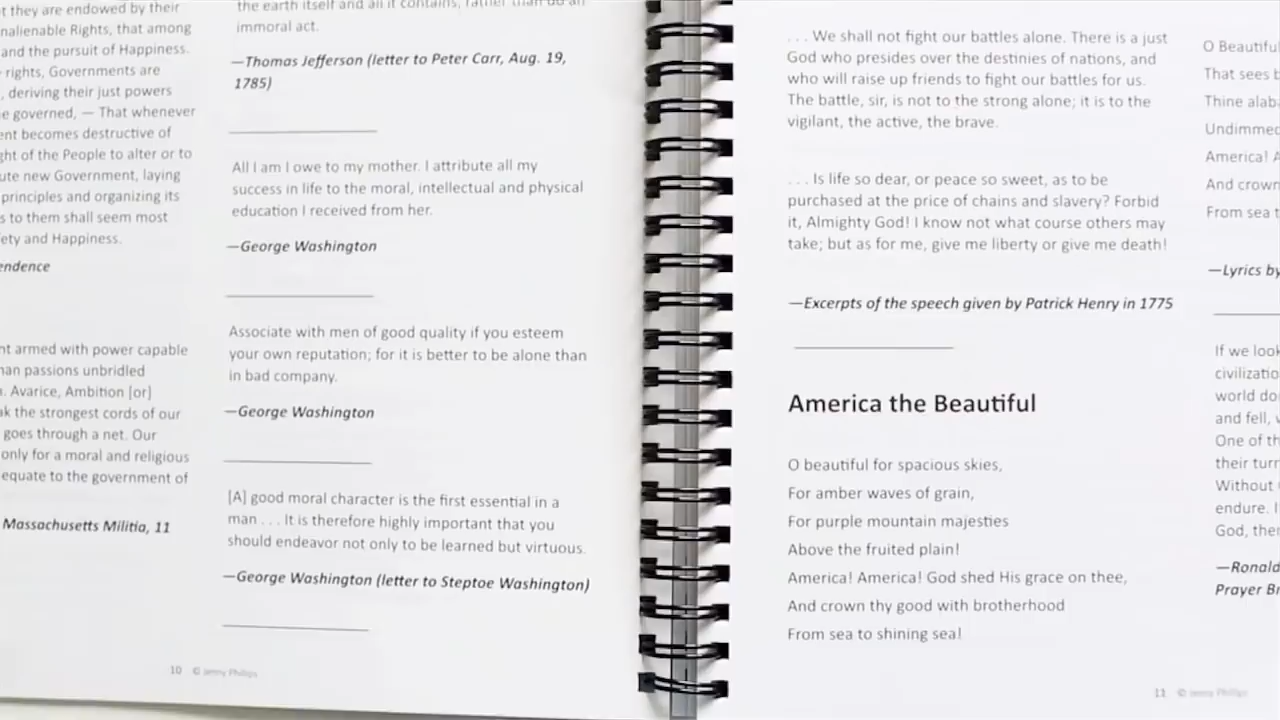 t they are endowed by their
nalienable Rights, that among
and the pursuit of Happiness.
rights, Governments are
, deriving their just powers
e governed, — That whenever
ent becomes destructive of
ght of the People to alter or to
ute new Government, laying
principles and organizing its
s to them shall seem most
fety and Happiness.
endence
nt armed with power capable
man passions unbridled
. Avarice, Ambition [or]
ak the strongest cords of our
goes through a net. Our
only for a moral and religious
equate to the government of
Massachusetts Militia, 11
the earth itself and all it contains, rather than do an
immoral act.
—Thomas Jefferson (letter to Peter Carr, Aug. 19,
1785)
All I am I owe to my mother. I attribute all my
success in life to the moral, intellectual and physical
education I received from her.
—George Washington
Associate with men of good quality if you esteem
your own reputation; for it is better to be alone than
in bad company.
—George Washington
[A] good moral character is the first essential in a
man . . . It is therefore highly important that you
should endeavor not only to be learned but virtuous.
—George Washington (letter to Steptoe Washington)
10 © Jenny Phillips
. . . We shall not fight our battles alone. There is a just
God who presides over the destinies of nations, and
who will raise up friends to fight our battles for us.
The battle, sir, is not to the strong alone; it is to the
vigilant, the active, the brave.
. . . Is life so dear, or peace so sweet, as to be
purchased at the price of chains and slavery? Forbid
it, Almighty God! I know not what course others may
take; but as for me, give me liberty or give me death!
—Excerpts of the speech given by Patrick Henry in 1775
America the Beautiful
O beautiful for spacious skies,
For amber waves of grain,
For purple mountain majesties
Above the fruited plain!
America! America! God shed His grace on thee,
And crown thy good with brotherhood
From sea to shining sea!
O Beautiful
That sees b
Thine alab
Undimmed
America! A
And crown
From sea t
—Lyrics by
If we look
civilizatio
world do
and fell, w
One of th
their turn
Without
endure. I
God, the
—Ronald
Prayer Br
11 © Jenny Phillips